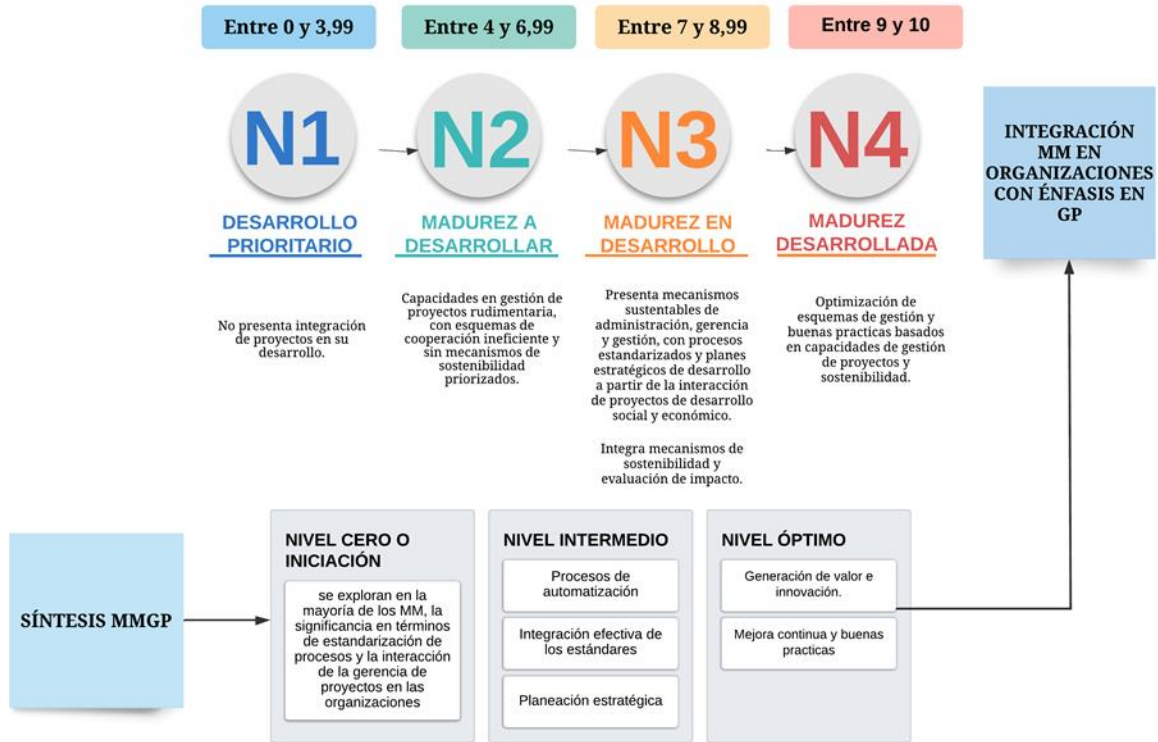 Entre 0 y 3,99
Entre 4 y 6,99
Entre 7 y 8,99
Entre 9 y 10
N1
N2
N3
N4
DESARROLLO
PRIORITARIO
MADUREZ A
DESARROLLAR
MADUREZ EN
DESARROLLO
MADUREZ
DESARROLLADA
No presenta integración
de proyectos en su
desarrollo.
Capacidades en gestión de
proyectos rudimentaria,
con esquemas de
cooperación ineficiente y
sin mecanismos de
sostenibilidad
priorizados.
Presenta mecanismos
sustentables de
administración, gerencia
y gestión, con procesos
estandarizados y planes
estratégicos de desarrollo
a partir de la interacción
de proyectos de desarrollo
social y económico.
Integra mecanismos de
sostenibilidad y
evaluación de impacto.
Optimización de
esquemas de gestión y
buenas practicas basados
en capacidades de gestión
de proyectos y
sostenibilidad.
INTEGRACIÓN
MM EN
ORGANIZACIONES
CON ÉNFASIS EN
GP
SÍNTESIS MMGP
NIVEL CERO O
INICIACIÓN
se exploran en la
mayoría de los MM, la
significancia en términos
de estandarización de
procesos y la interacción
de la gerencia de
proyectos en las
organizaciones
NIVEL INTERMEDIO
Procesos de
automatización
Integración efectiva de
los estándares
Planeación estratégica
NIVEL ÓPTIMO
Generación de valor e
innovación.
Mejora continua y buenas
practicas